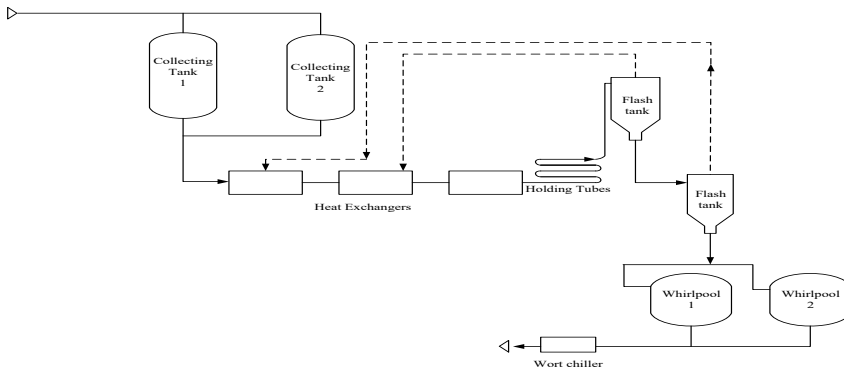 Collecting
Tank
1
Collecting
Tank
2
Flash
tank
Holding Tubes
Heat Exchangers
Flash
tank
Whirlpool
1
Whirlpool
2
Wort chiller